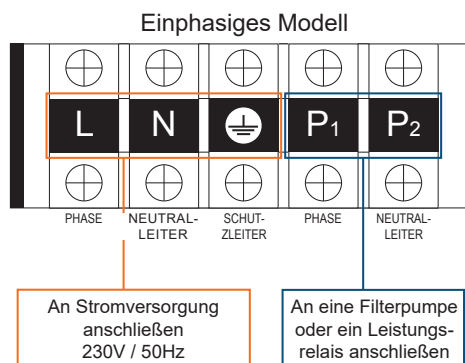 Einphasiges Modell
L N P1 P2
PHASE NEUTRAL- SCHUT- PHASE NEUTRAL-
LEITER ZLEITER LEITER
An Stromversorgung
anschließen
230V / 50Hz
An eine Filterpumpe
oder ein Leistungs-
relais anschließen